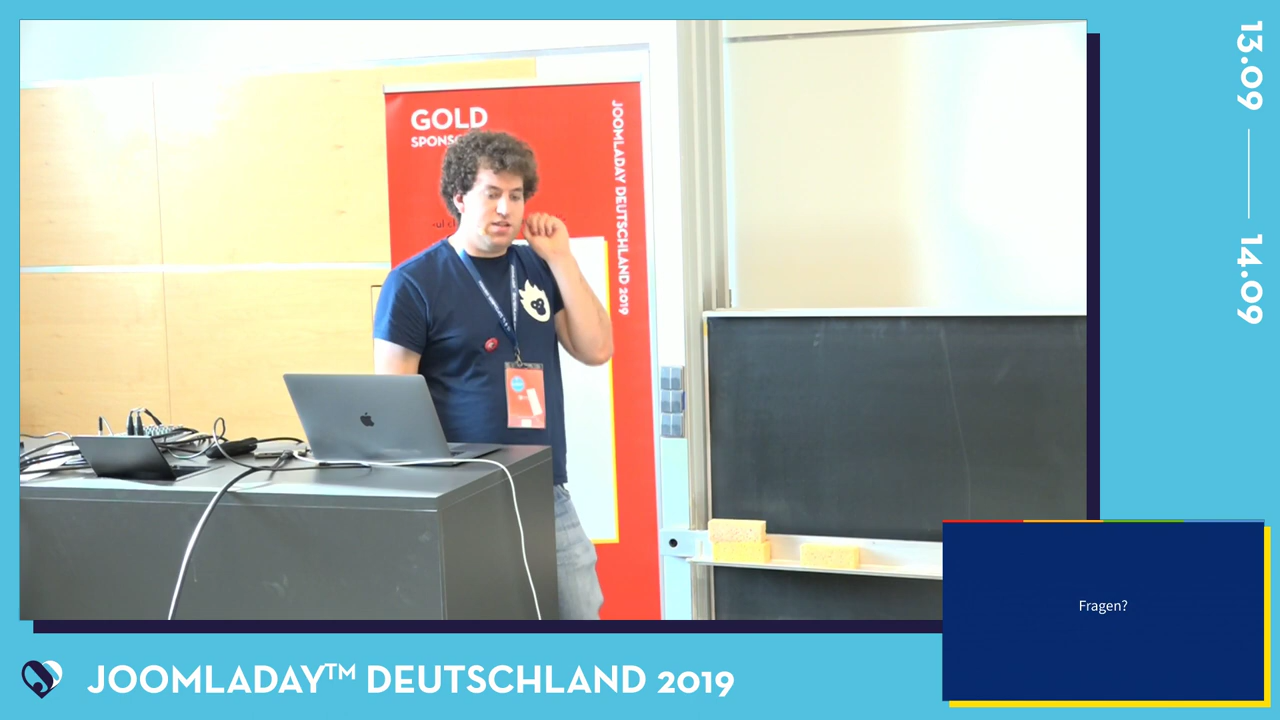 GOLD
JOOMLADAY DEUTSCHLAND 2019
13.09
14.09
Fragen?
JOOMLADAY™ DEUTSCHLAND 2019